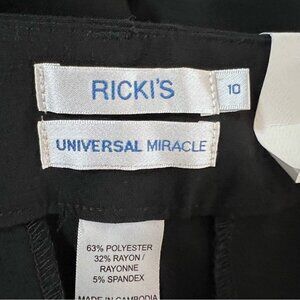 RICKI'S
10
UNIVERSAL MIRACLE
63% POLYESTER
32% RAYON /
RAYONNE
5% SPANDEX
MADE IN CAMBODIA